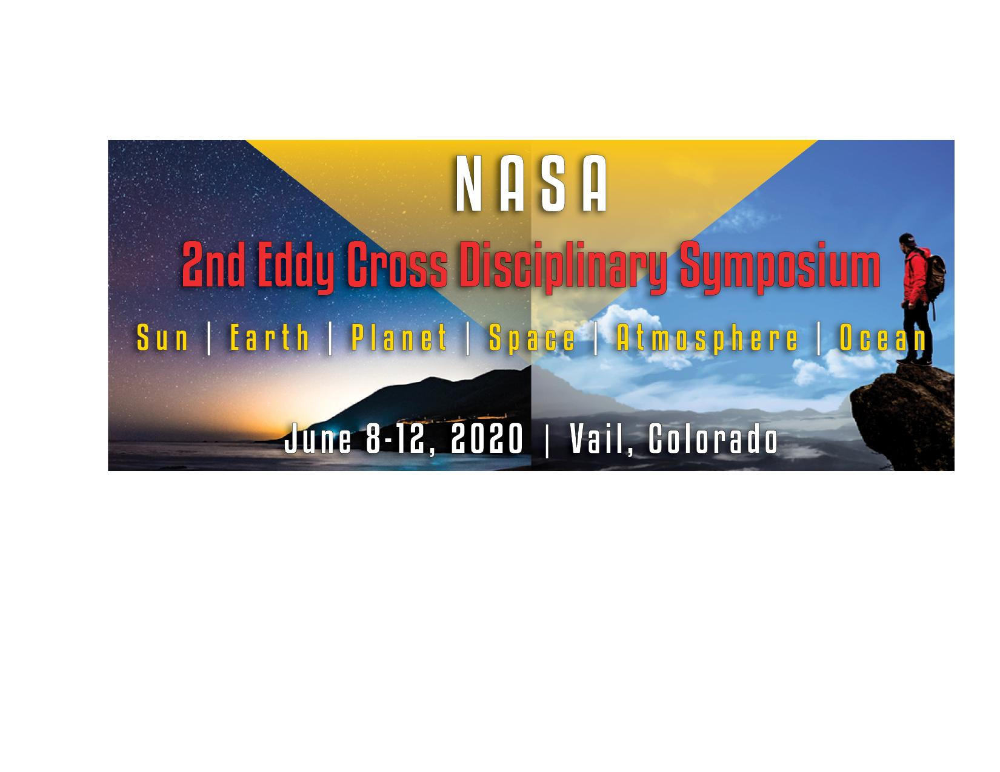 NASA
2nd Eddy Cross Disciplinary Symposium
Sun | Earth | Planet | Space | Atmosphere | Ocean
June 8-12, 2020 | Vail, Colorado